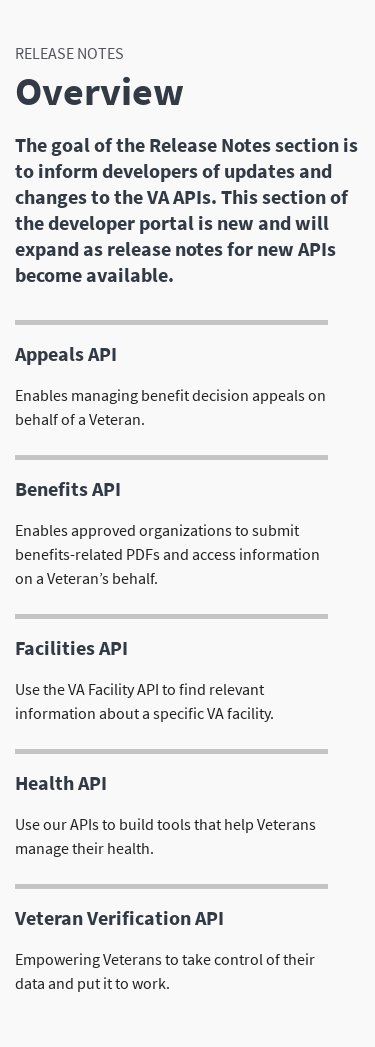 RELEASE NOTES
Overview
The goal of the Release Notes section is
to inform developers of updates and
changes to the VA APIs. This section of
the developer portal is new and will
expand as release notes for new APIs
become available.
Appeals API
Enables managing benefit decision appeals on
behalf of a Veteran.
Benefits API
Enables approved organizations to submit
benefits-related PDFs and access information
on a Veteran’s behalf.
Facilities API
Use the VA Facility API to find relevant
information about a specific VA facility.
Health API
Use our APIs to build tools that help Veterans
manage their health.
Veteran Verification API
Empowering Veterans to take control of their
data and put it to work.